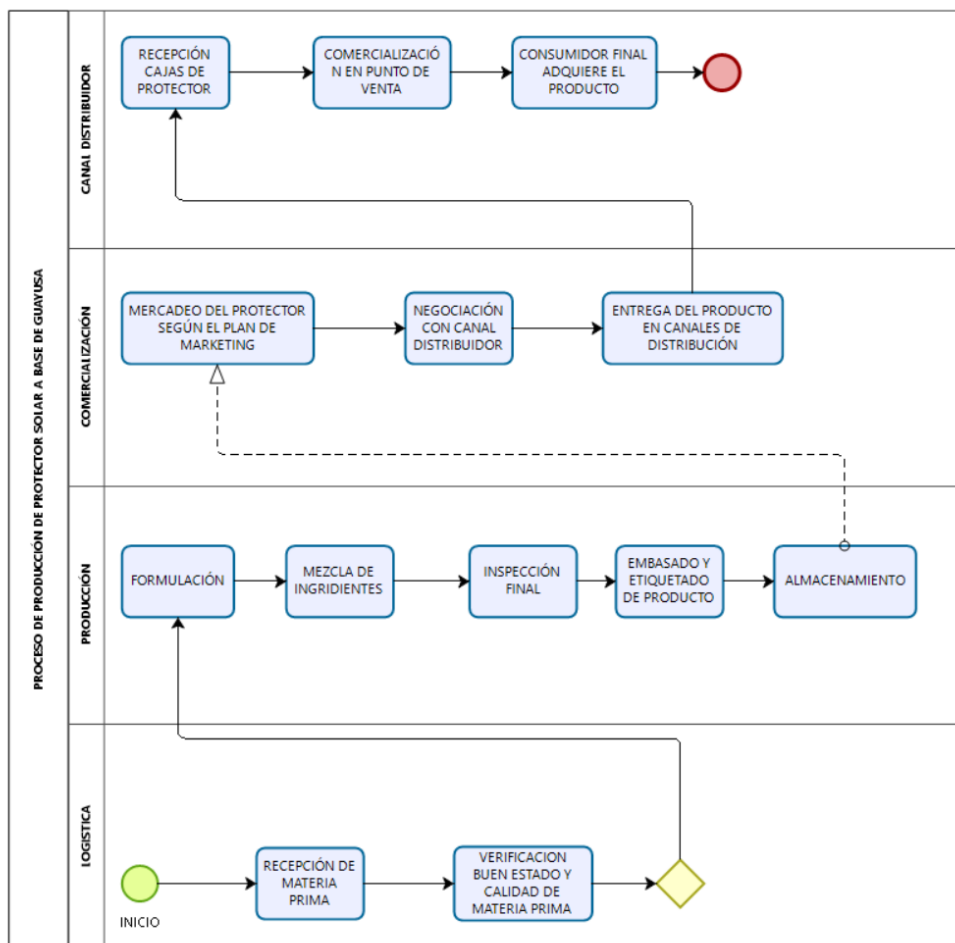 PROCESO DE PRODUCCIÓN DE PROTECTOR SOLAR A BASE DE GUAYUSA
CANAL DISTRIBUIDOR
RECEPCIÓN
CAJAS DE
PROTECTOR
COMERCIALIZACIÓ
N EN PUNTO DE
VENTA
CONSUMIDOR FINAL
ADQUIERE EL
PRODUCTO
COMERCIALIZACIÓN
MERCADEO DEL PROTECTOR
SEGÚN EL PLAN DE
MARKETING
NEGOCIACIÓN
CON CANAL
DISTRIBUIDOR
ENTREGA DEL PRODUCTO
EN CANALES DE
DISTRIBUCIÓN
PRODUCCIÓN
FORMULACIÓN
MEZCLA DE
INGRIDIENTES
INSPECCIÓN
FINAL
EMBASADO Y
ETIQUETADO
DE PRODUCTO
ALMACENAMIENTO
LOGÍSTICA
INICIO
RECEPCIÓN DE
MATERIA
PRIMA
VERIFICACION
BUEN ESTADO Y
CALIDAD DE
MATERIA PRIMA